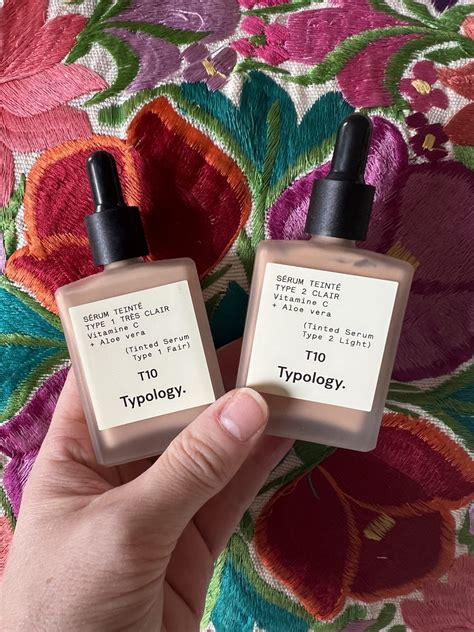 SÉRUM TEINTÉ
TYPE 1 TRÈS CLAIR
Vitamine C
+ Aloe vera
(Tinted Serum
Type 1 Fair)
T10
Typology.
SÉRUM TEINTÉ
TYPE 2 CLAIR
Vitamine C
+ Aloe vera
(Tinted Serum
Type 2 Light)
T10
Typology.